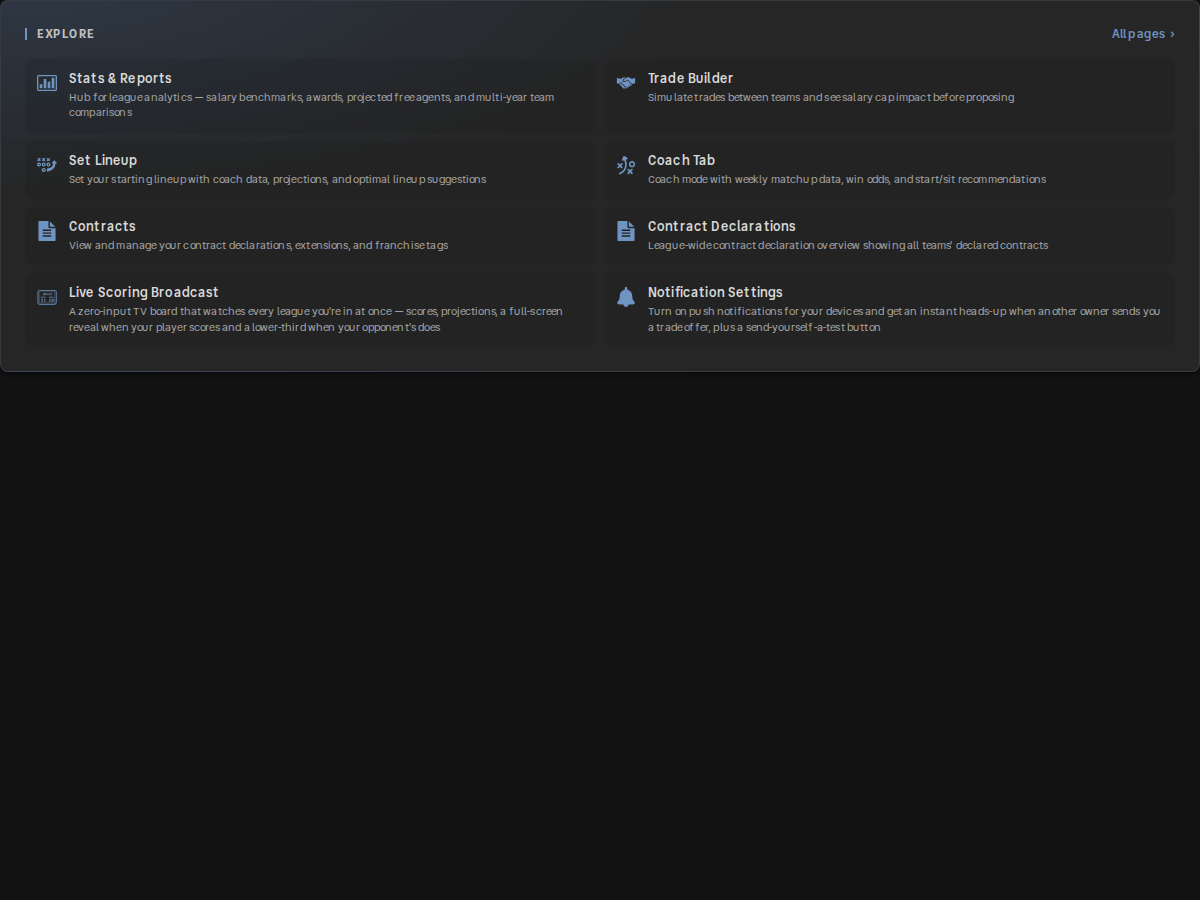 EXPLORE
All pages ›
Stats & Reports
Hub for league analytics — salary benchmarks, awards, projected free agents, and multi-year team
comparisons
Trade Builder
Simulate trades between teams and see salary cap impact before proposing
Set Lineup
Set your starting lineup with coach data, projections, and optimal lineup suggestions
Coach Tab
Coach mode with weekly matchup data, win odds, and start/sit recommendations
Contracts
View and manage your contract declarations, extensions, and franchise tags
Contract Declarations
League-wide contract declaration overview showing all teams' declared contracts
Live Scoring Broadcast
A zero-input TV board that watches every league you're in at once — scores, projections, a full-screen
reveal when your player scores and a lower-third when your opponent's does
Notification Settings
Turn on push notifications for your devices and get an instant heads-up when another owner sends you
a trade offer, plus a send-yourself-a-test button